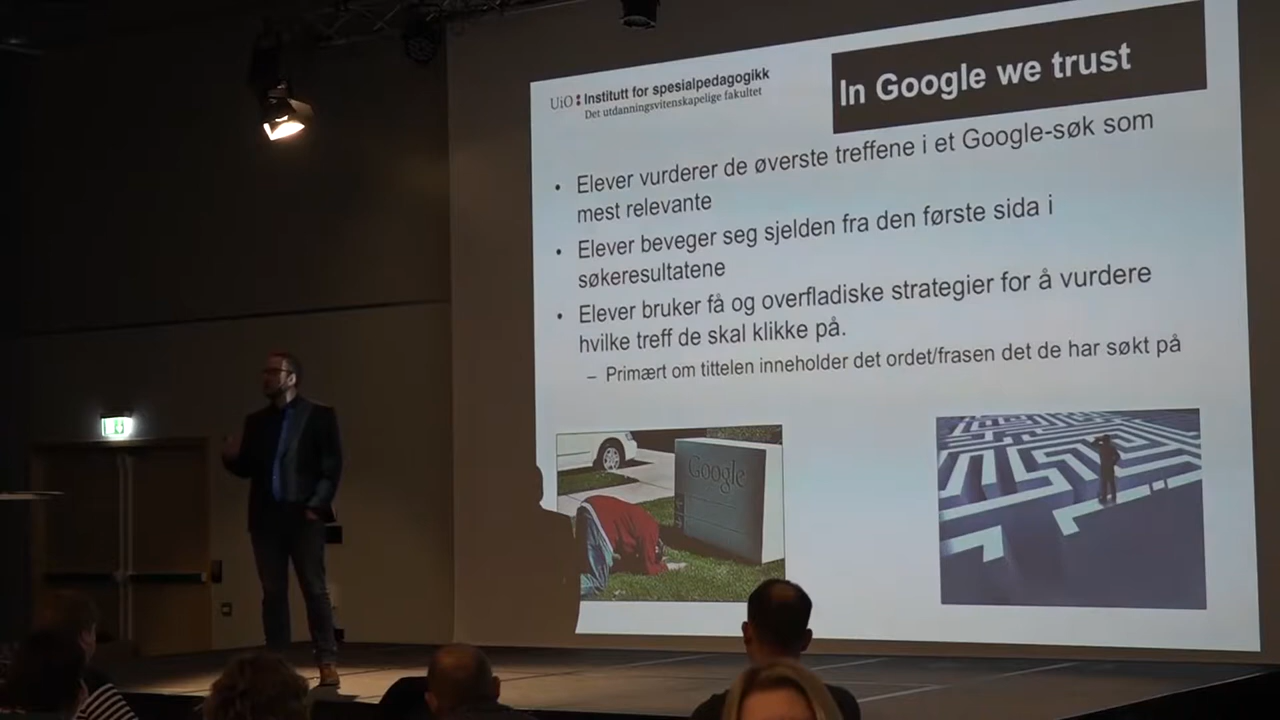 UiO : Institutt for spesialpedagogikk
Det utdanningsvitenskapelige fakultet
In Google we trust
• Elever vurderer de øverste treffene i et Google-søk som
mest relevante
• Elever beveger seg sjelden fra den første sida i
søkeresultatene
• Elever bruker få og overfladiske strategier for å vurdere
hvilke treff de skal klikke på.
– Primært om tittelen inneholder det ordet/frasen det de har søkt på
Google